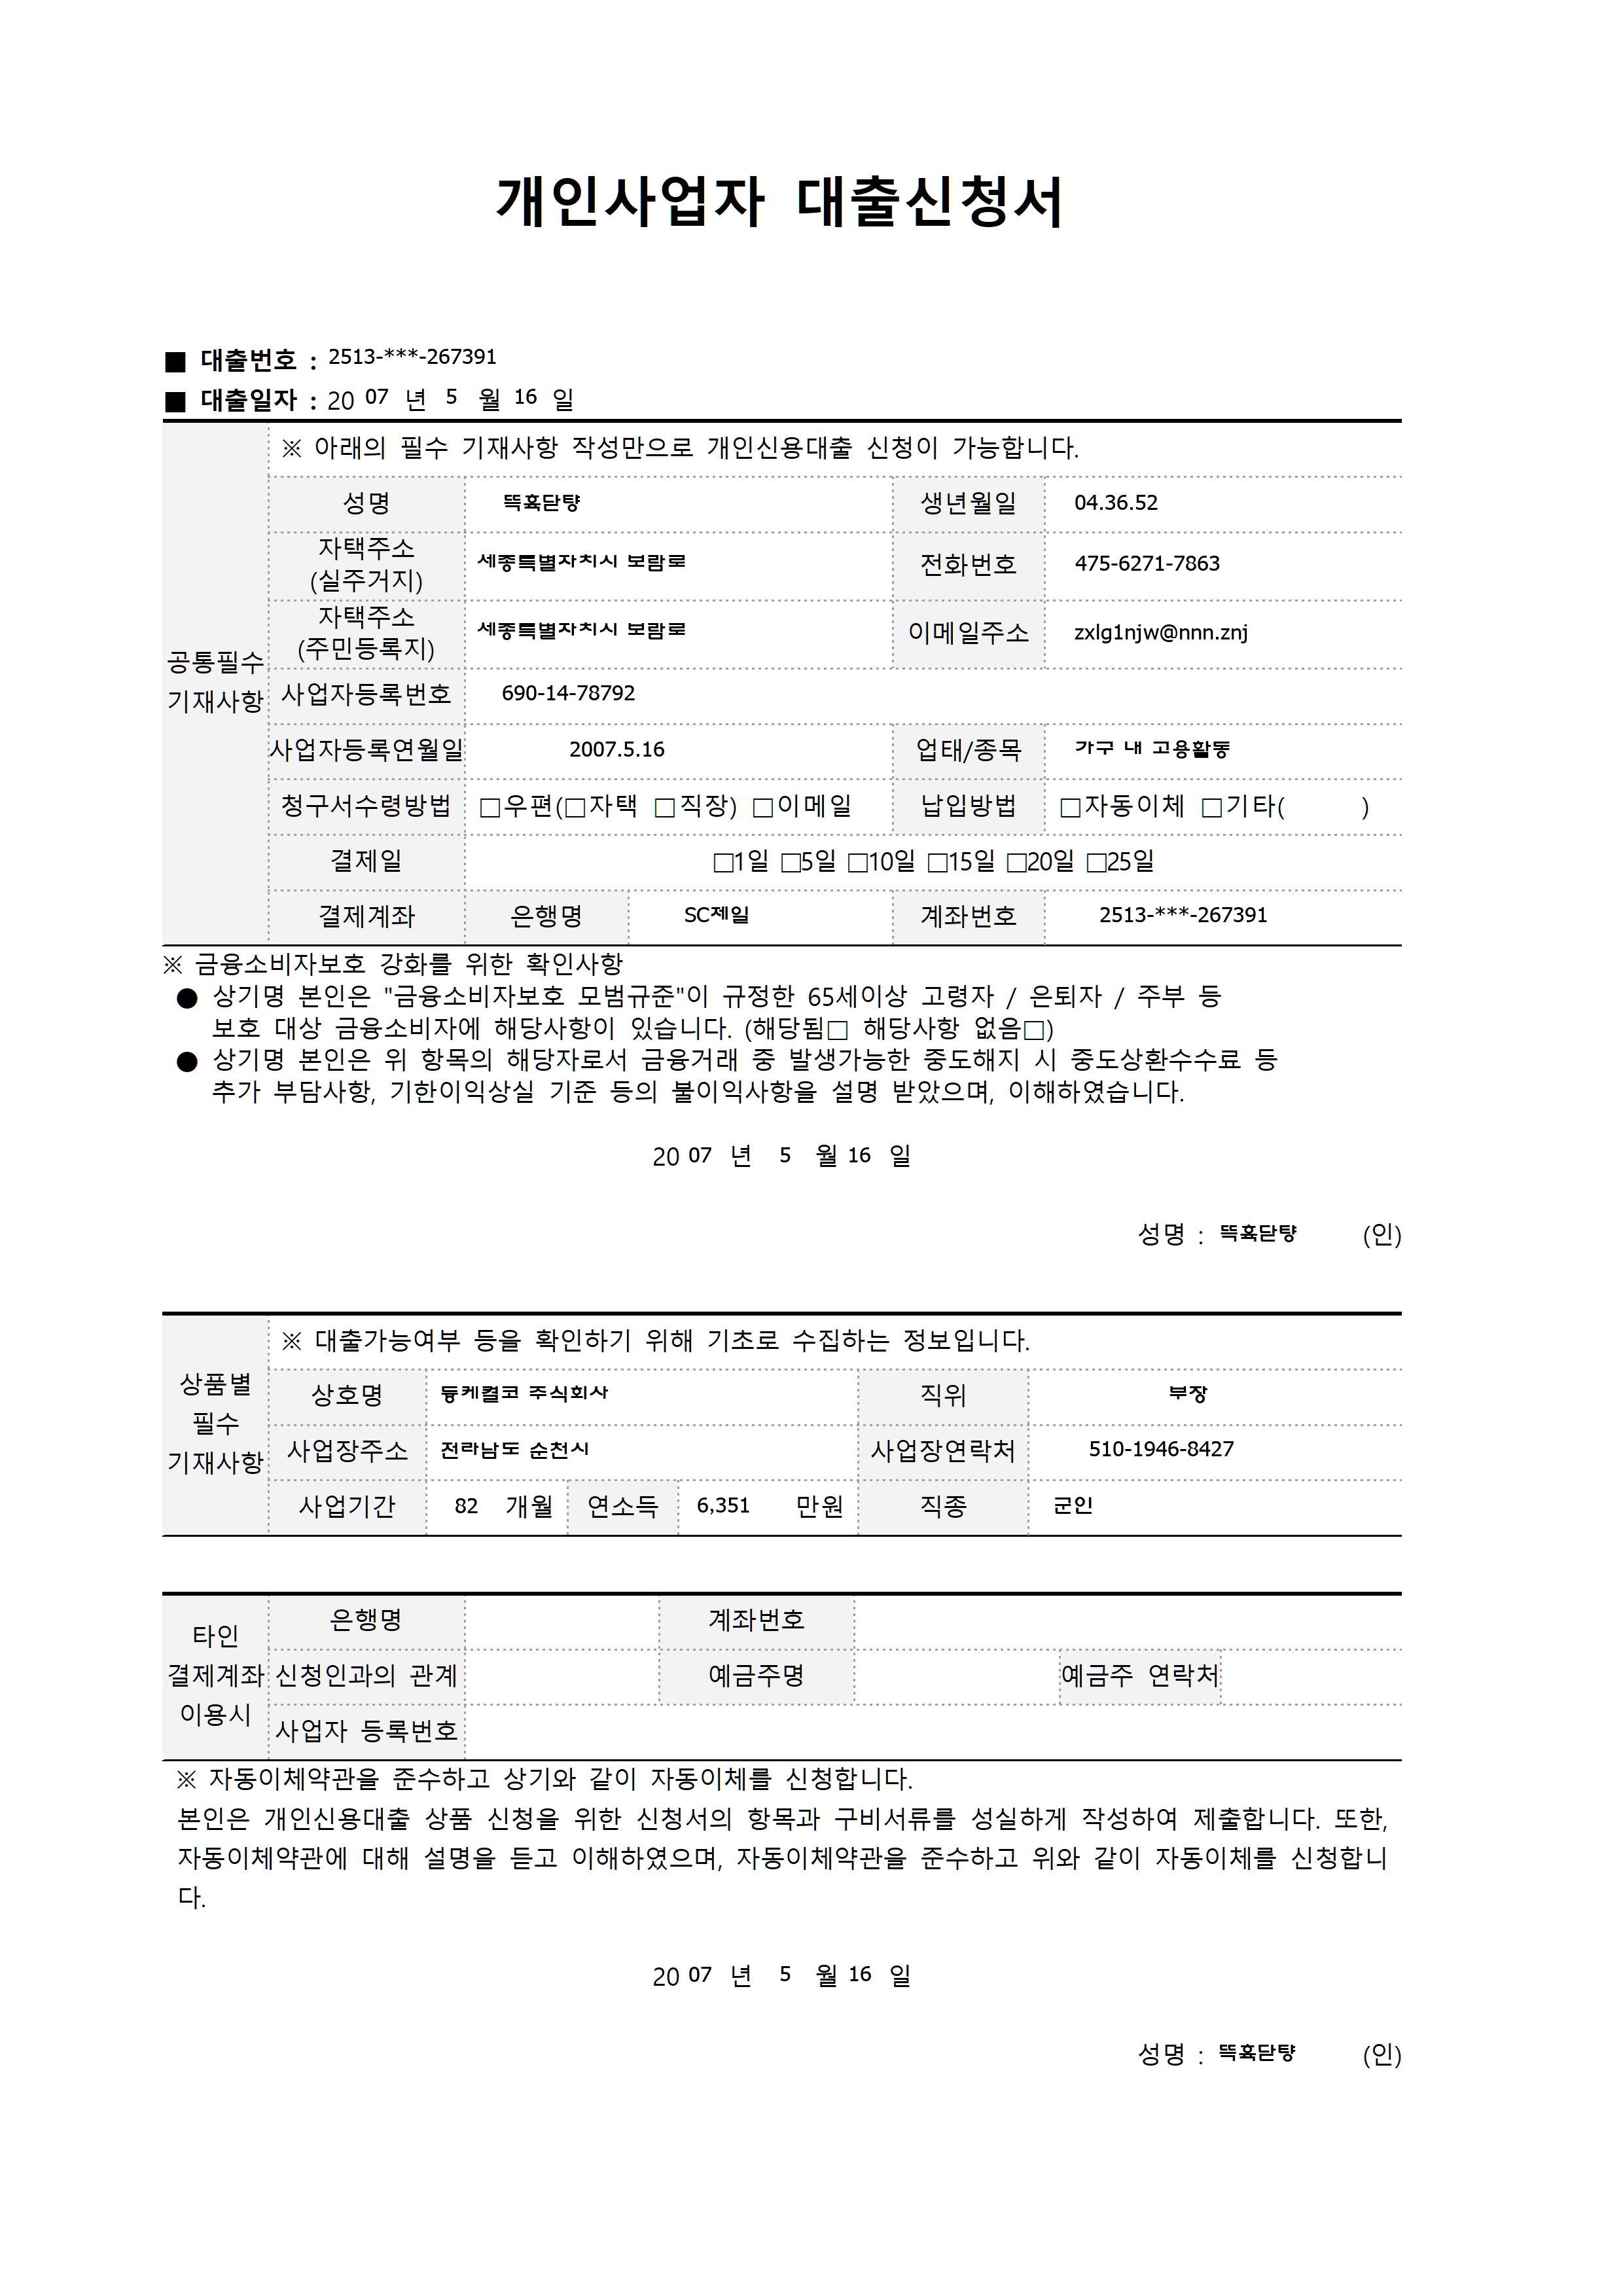 개인사업자 대출신청서
■ 대출번호 : 2513-***-267391
■ 대출일자 : 20 07 년 5 월 16 일
공통필수
기재사항
※ 아래의 필수 기재사항 작성만으로 개인신용대출 신청이 가능합니다.
성명 뜩훅닫턍 생년월일 04.36.52
자택주소
(실주거지) 세종특별자치시 보람로 전화번호 475-6271-7863
자택주소
(주민등록지) 세종특별자치시 보람로 이메일주소 zxlg1njw@nnn.znj
사업자등록번호 690-14-78792
사업자등록연월일 2007.5.16 업태/종목 가구 내 고용활동
청구서수령방법 □우편(□자택 □직장) □이메일 납입방법 □자동이체 □기타( )
결제일 □1일 □5일 □10일 □15일 □20일 □25일
결제계좌 은행명 SC제일 계좌번호 2513-***-267391
※ 금융소비자보호 강화를 위한 확인사항
● 상기명 본인은 "금융소비자보호 모범규준"이 규정한 65세이상 고령자 / 은퇴자 / 주부 등
보호 대상 금융소비자에 해당사항이 있습니다. (해당됨□ 해당사항 없음□)
● 상기명 본인은 위 항목의 해당자로서 금융거래 중 발생가능한 중도해지 시 중도상환수수료 등
추가 부담사항, 기한이익상실 기준 등의 불이익사항을 설명 받았으며, 이해하였습니다.
20 07 년 5 월 16 일
성명 : 뜩훅닫턍 (인)
상품별
필수
기재사항
※ 대출가능여부 등을 확인하기 위해 기초로 수집하는 정보입니다.
상호명 둥케켤코 주식회사 직위 부장
사업장주소 전라남도 순천시 사업장연락처 510-1946-8427
사업기간 82 개월 연소득 6,351 만원 직종 군인
타인
결제계좌
이용시
은행명 계좌번호
신청인과의 관계 예금주명 예금주 연락처
사업자 등록번호
※ 자동이체약관을 준수하고 상기와 같이 자동이체를 신청합니다.
본인은 개인신용대출 상품 신청을 위한 신청서의 항목과 구비서류를 성실하게 작성하여 제출합니다. 또한,
자동이체약관에 대해 설명을 듣고 이해하였으며, 자동이체약관을 준수하고 위와 같이 자동이체를 신청합니
다.
20 07 년 5 월 16 일
성명 : 뜩훅닫턍 (인)